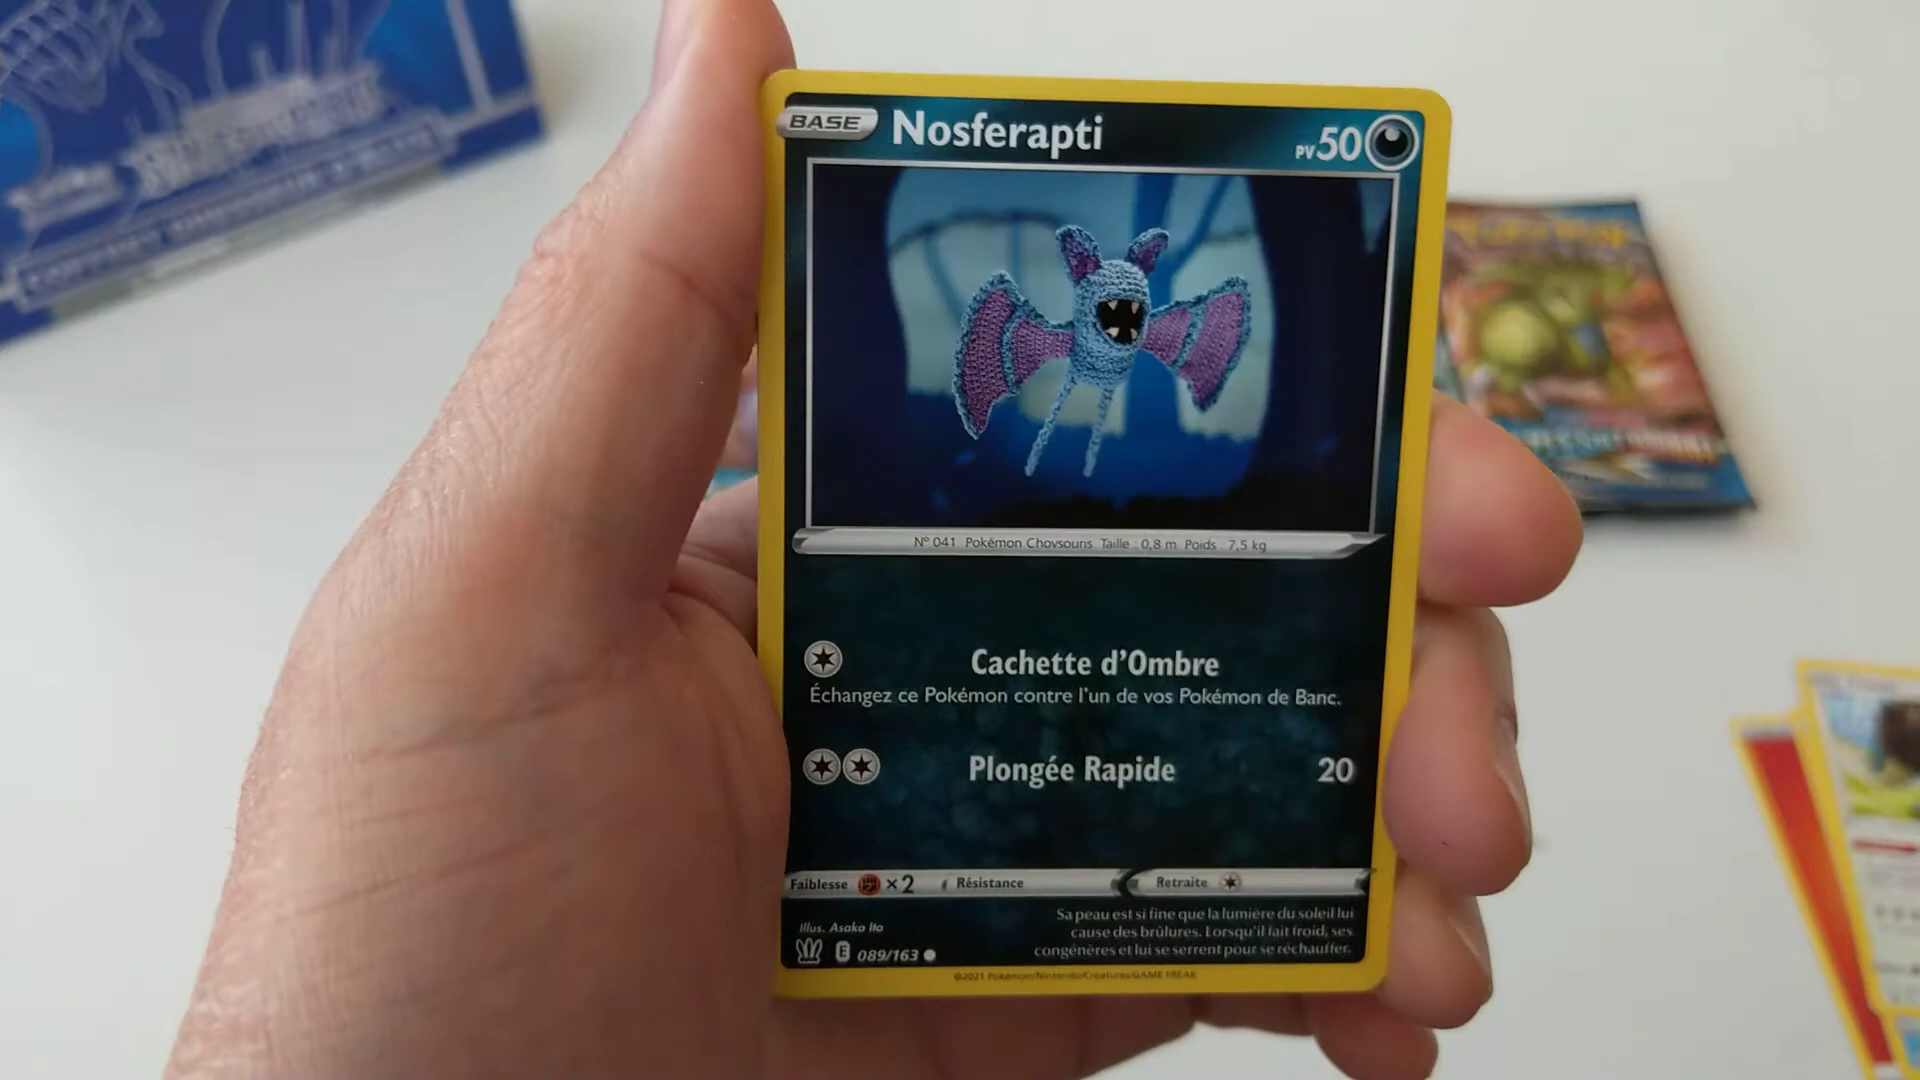 BASE Nosferapti PV 50
N° 041 Pokémon Chovsouris Taille : 0,8 m Poids : 7,5 kg
Cachette d'Ombre
Échangez ce Pokémon contre l'un de vos Pokémon de Banc.
Plongée Rapide 20
Faiblesse ×2 Résistance Retraite
Sa peau est si fine que la lumière du soleil lui
cause des brûlures. Lorsqu'il fait froid, ses
congénères et lui se serrent pour se réchauffer.
Illus. Asako Ito
E 089/163
©2021 Pokémon/Nintendo/Creatures/GAME FREAK